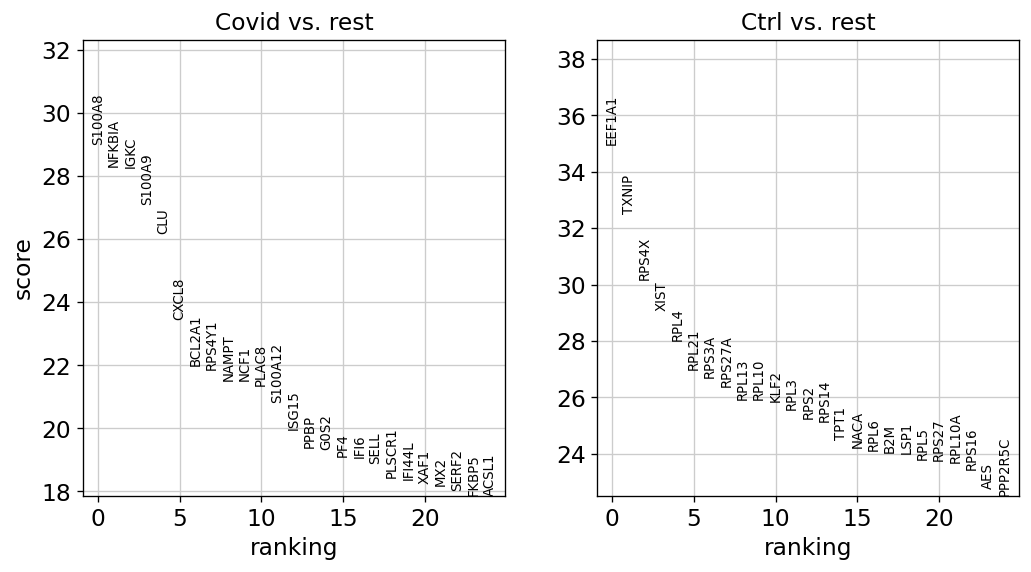 Covid vs. rest
score
32
30
28
26
24
22
20
18
S100A8
NFKBIA
IGKC
S100A9
CLU
CXCL8
BCL2A1
RPS4Y1
NAMPT
NCF1
PLAC8
S100A12
ISG15
PPBP
G0S2
PF4
IFI6
SELL
PLSCR1
IFI44L
XAF1
MX2
SERF2
FKBP5
ACSL1
0 5 10 15 20
ranking
Ctrl vs. rest
38
36
34
32
30
28
26
24
EEF1A1
TXNIP
RPS4X
XIST
RPL4
RPL21
RPS3A
RPS27A
RPL13
RPL10
KLF2
RPL3
RPS2
RPS14
TPT1
NACA
RPL6
B2M
LSP1
RPL5
RPS27
RPL10A
RPS16
AES
PPP2R5C
0 5 10 15 20
ranking